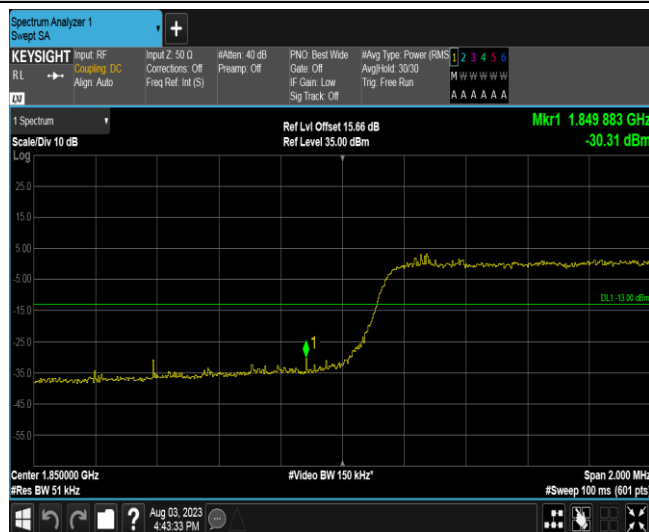 Spectrum Analyzer 1
Swept SA
+
KEYSIGHT
RL
LXI
Input: RF
Coupling: DC
Align: Auto
Input Z: 50 Ω
Corrections: Off
Freq Ref: Int (S)
#Atten: 40 dB
Preamp: Off
PNO: Best Wide
Gate: Off
IF Gain: Low
Sig Track: Off
#Avg Type: Power (RMS
Avg|Hold: 30/30
Trig: Free Run
1 2 3 4 5 6
M W W W W W
A A A A A A
1 Spectrum
Scale/Div 10 dB
Ref Lvl Offset 15.66 dB
Ref Level 35.00 dBm
Mkr1 1.849 883 GHz
-30.31 dBm
Log
25.0
15.0
5.00
-5.00
-15.0
-25.0
-35.0
-45.0
-55.0
1
DL1 -13.00 dBm
Center 1.850000 GHz
#Res BW 51 kHz
#Video BW 150 kHz*
Span 2.000 MHz
#Sweep 100 ms (601 pts)
?
Aug 03, 2023
4:43:33 PM